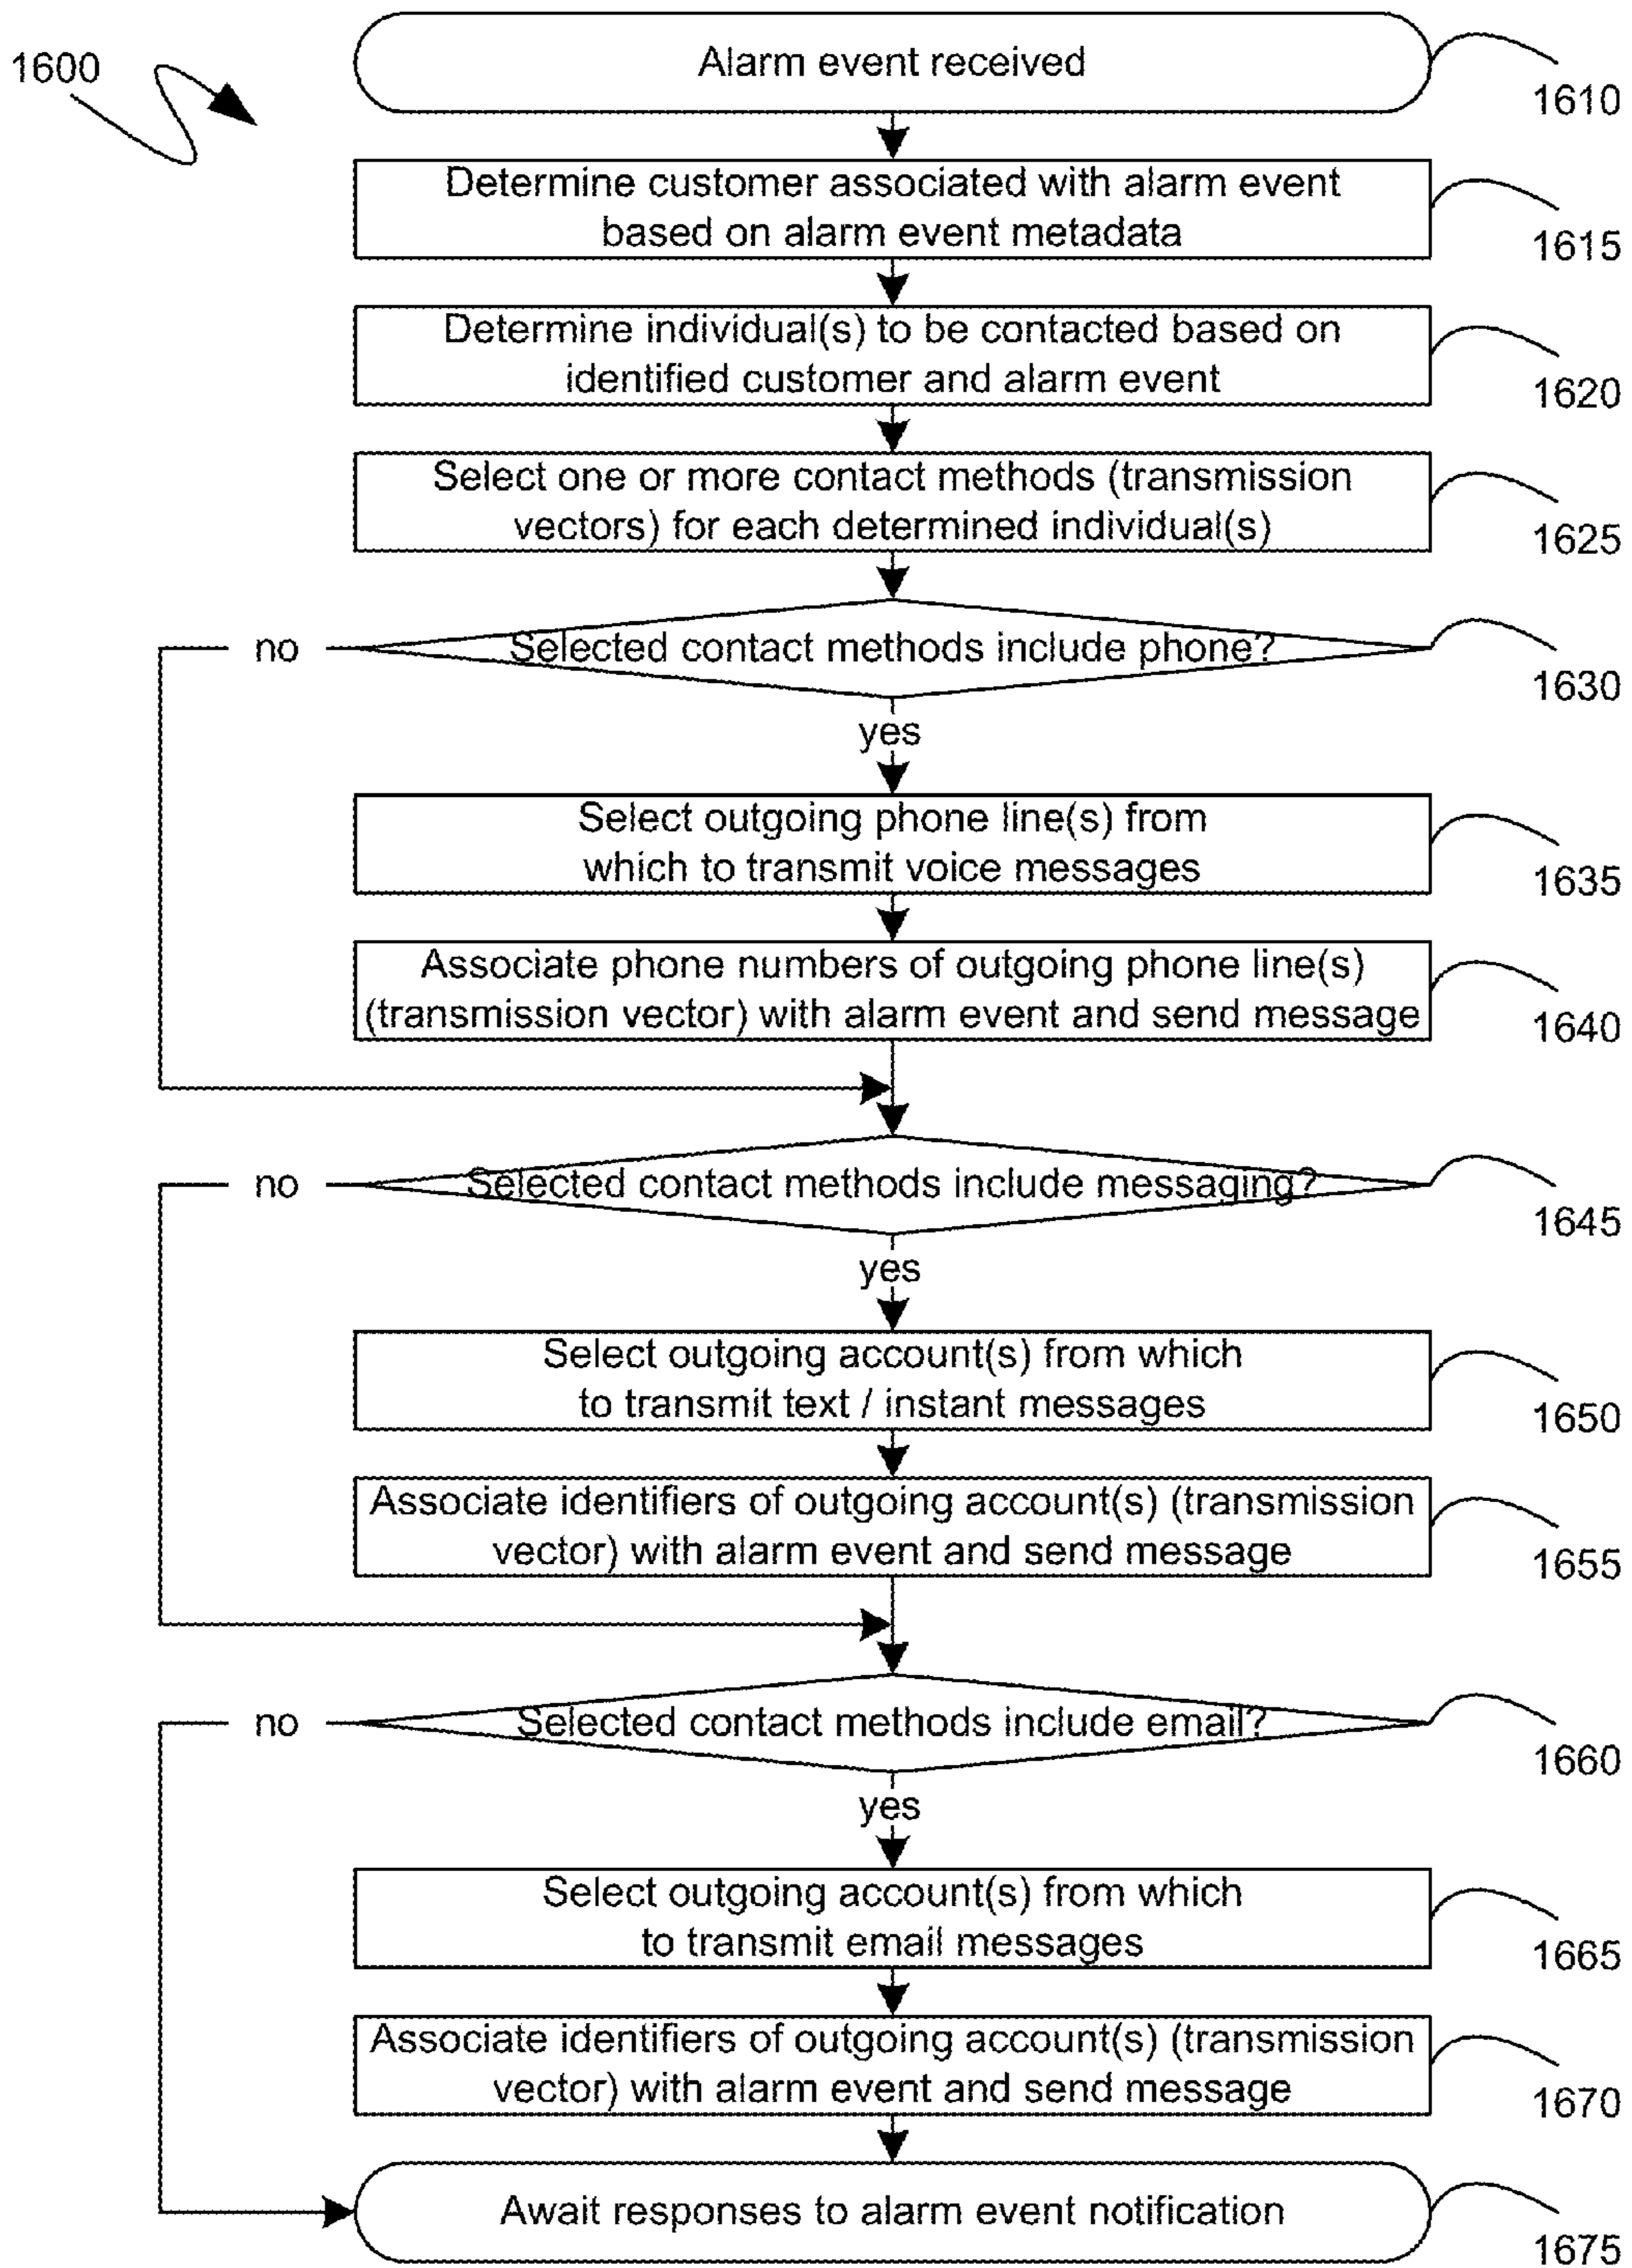 1600
Alarm event received
1610
Determine customer associated with alarm event
based on alarm event metadata
1615
Determine individual(s) to be contacted based on
identified customer and alarm event
1620
Select one or more contact methods (transmission
vectors) for each determined individual(s)
1625
no
Selected contact methods include phone?
1630
yes
Select outgoing phone line(s) from
which to transmit voice messages
1635
Associate phone numbers of outgoing phone line(s)
(transmission vector) with alarm event and send message
1640
no
Selected contact methods include messaging?
1645
yes
Select outgoing account(s) from which
to transmit text / instant messages
1650
Associate identifiers of outgoing account(s) (transmission
vector) with alarm event and send message
1655
no
Selected contact methods include email?
1660
yes
Select outgoing account(s) from which
to transmit email messages
1665
Associate identifiers of outgoing account(s) (transmission
vector) with alarm event and send message
1670
Await responses to alarm event notification
1675